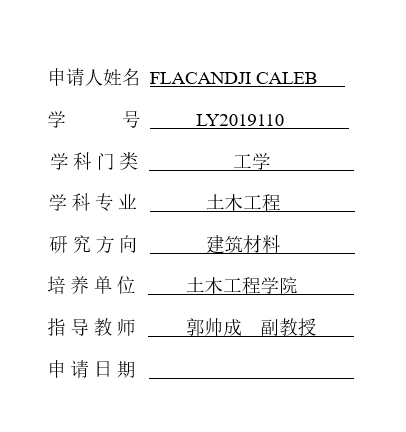 申请人姓名 FLACANDJI CALEB
学 号 LY2019110
学科门类 工学
学科专业 土木工程
研究方向 建筑材料
培养单位 土木工程学院
指导教师 郭帅成 副教授
申请日期